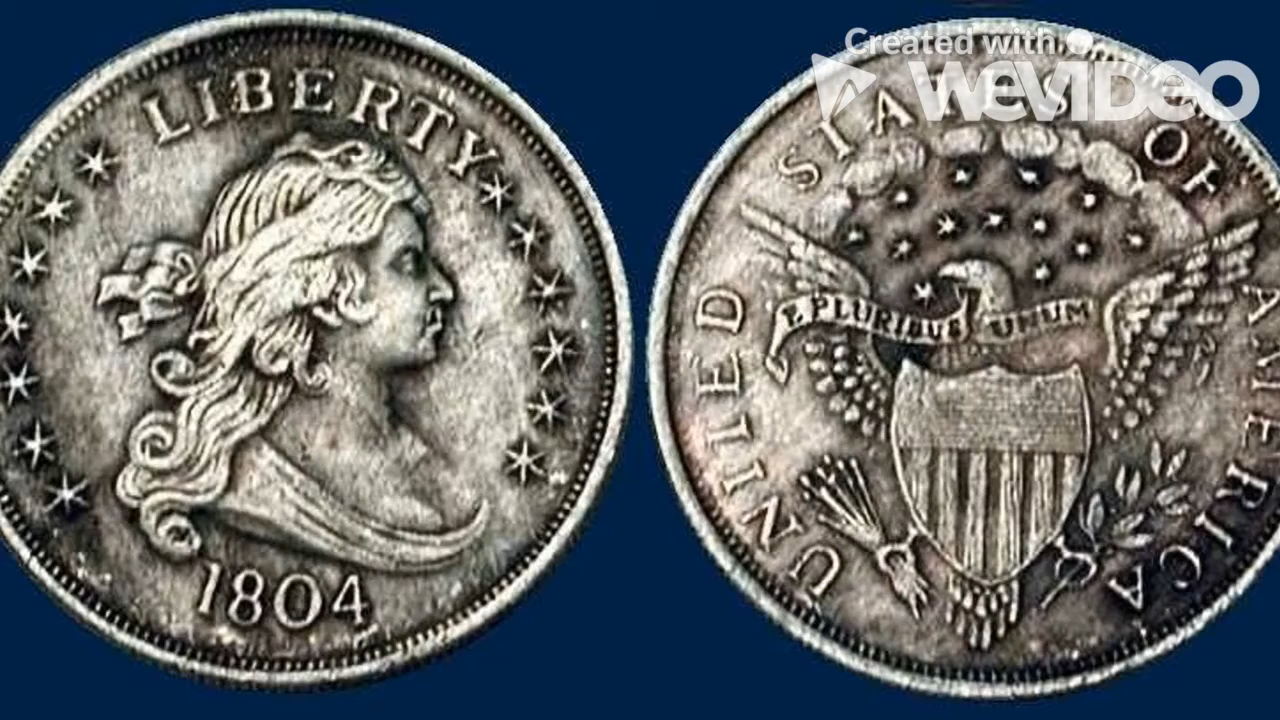 LIBERTY
1804
Created with
WEVIDEO
UNITED STATES OF AMERICA
E PLURIBUS UNUM